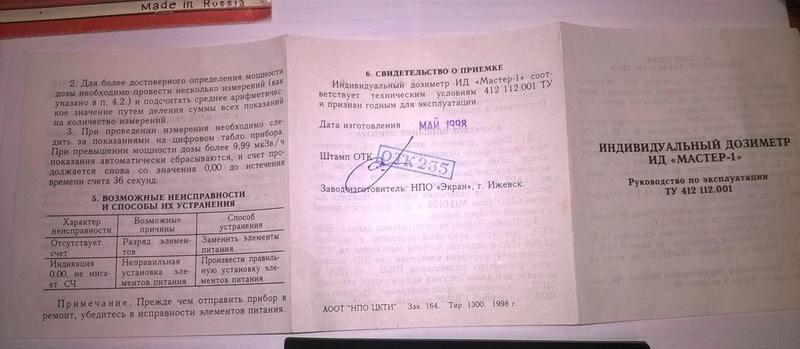 Made in Russia
2. Для более достоверного определения мощности
дозы необходимо провести несколько измерений (как
указано в п. 4.2.) и подсчитать среднее арифметичес-
кое значение путем деления суммы всех показаний
на количество измерений.
3. При проведении измерения необходимо сле-
дить за показаниями на цифровом табло прибора.
При превышении мощности дозы более 9,99 мкЗв/ч
показания автоматически сбрасываются, и счет про-
должается снова со значения 0,00 до истечения
времени счета 36 секунд.
5. ВОЗМОЖНЫЕ НЕИСПРАВНОСТИ
И СПОСОБЫ ИХ УСТРАНЕНИЯ
Характер неисправности
Возможные причины
Способ устранения
Отсутствует счет
Разряд элемен-
тов
Заменить элементы
питания
Индикация
0.00, не мига-
ет СЧ
Неправильная
установка эле-
ментов питания
Произвести правиль-
ную установку эле-
ментов питания
Примечание. Прежде чем отправить прибор в
ремонт, убедитесь в исправности элементов питания.
6. СВИДЕТЕЛЬСТВО О ПРИЕМКЕ
Индивидуальный дозиметр ИД «Мастер-1» соот-
ветствует техническим условиям 412 112.001 ТУ
и признан годным для эксплуатации.
Дата изготовления МАЙ 1998
Штамп ОТК ОТК 235
Завод-изготовитель: НПО «Экран», г. Ижевск.
АООТ "НПО ЦКТИ" Зак. 164. Тир. 1300. 1998 г.
ИНДИВИДУАЛЬНЫЙ ДОЗИМЕТР
ИД «МАСТЕР-1»
Руководство по эксплуатации
ТУ 412 112.001